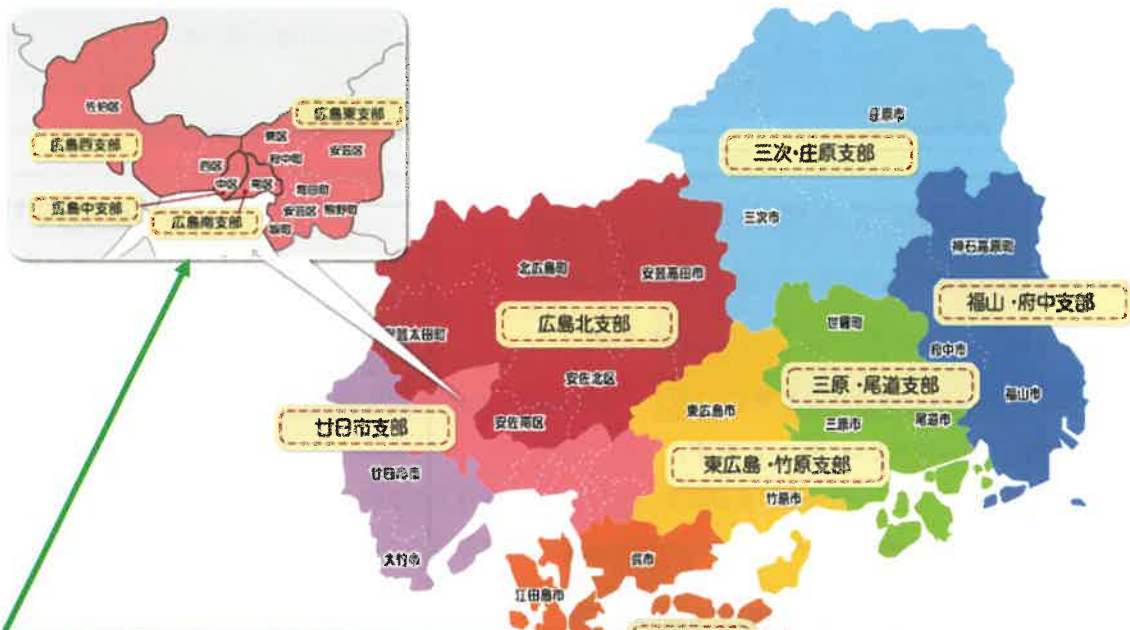 佐伯区
広島東支部
広島西支部
東区
安芸区
府中町
西区
中区
南区
海田町
広島中支部
安芸区
熊野町
広島南支部
坂町
庄原市
三次・庄原支部
三次市
神石高原町
北広島町
安芸高田市
福山・府中支部
広島北支部
世羅町
安芸太田町
府中市
安佐北区
三原・尾道支部
福山市
東広島市
廿日市支部
安佐南区
三原市
尾道市
東広島・竹原支部
廿日市市
竹原市
大竹市
呉市
江田島市